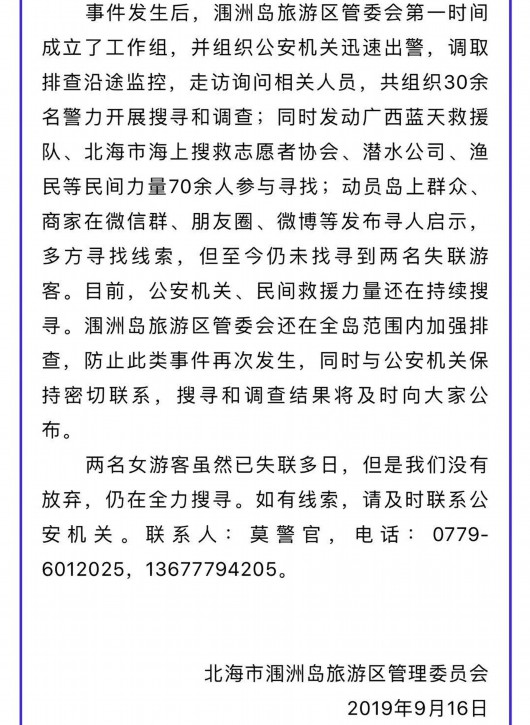 事件发生后，涠洲岛旅游区管委会第一时间
成立了工作组，并组织公安机关迅速出警，调取
排查沿途监控，走访询问相关人员，共组织30余
名警力开展搜寻和调查；同时发动广西蓝天救援
队、北海市海上搜救志愿者协会、潜水公司、渔
民等民间力量70余人参与寻找；动员岛上群众、
商家在微信群、朋友圈、微博等发布寻人启示，
多方寻找线索，但至今仍未找寻到两名失联游
客。目前，公安机关、民间救援力量还在持续搜
寻。涠洲岛旅游区管委会还在全岛范围内加强排
查，防止此类事件再次发生，同时与公安机关保
持密切联系，搜寻和调查结果将及时向大家公
布。
两名女游客虽然已失联多日，但是我们没有
放弃，仍在全力搜寻。如有线索，请及时联系公
安机关。联系人：莫警官，电话：0779-
6012025，13677794205。
北海市涠洲岛旅游区管理委员会
2019年9月16日